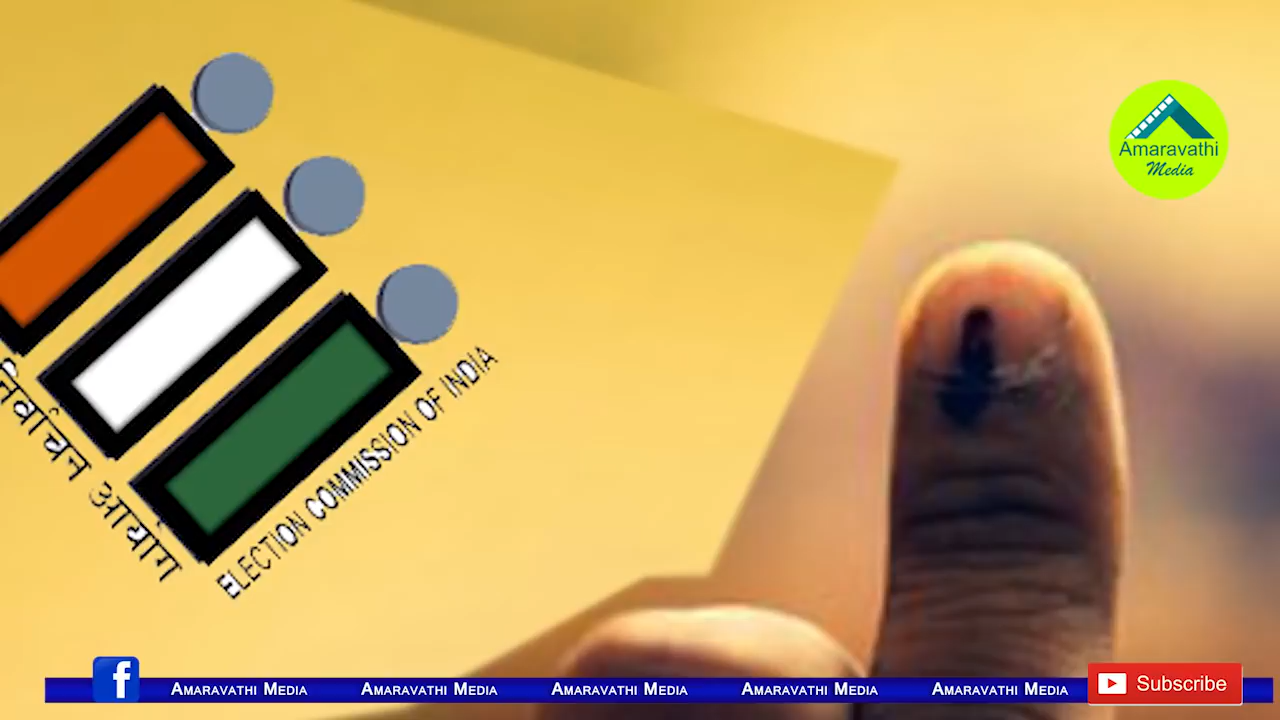 निर्वाचन आयोग
ELECTION COMMISSION OF INDIA
Amaravathi
Media
f
AMARAVATHI MEDIA AMARAVATHI MEDIA AMARAVATHI MEDIA AMARAVATHI MEDIA AMARAVATHI MEDIA
Subscribe